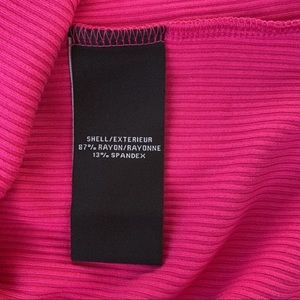 SHELL/EXTERIEUR
87% RAYON/RAYONNE
13% SPANDEX